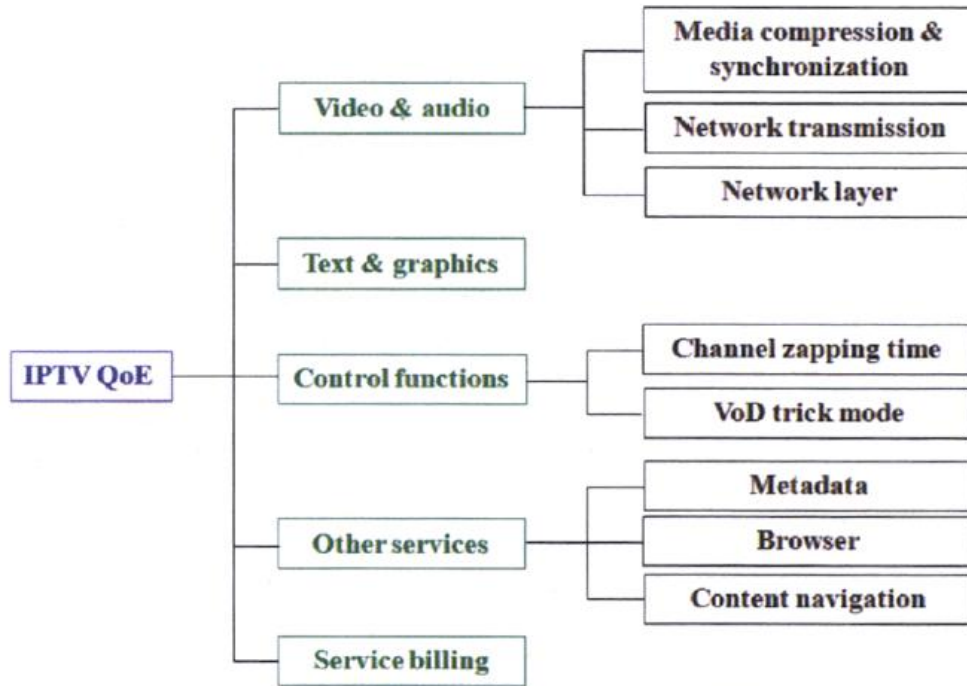 IPTV QoE
Video & audio
Media compression &
synchronization
Network transmission
Network layer
Text & graphics
Control functions
Channel zapping time
VoD trick mode
Other services
Metadata
Browser
Content navigation
Service billing